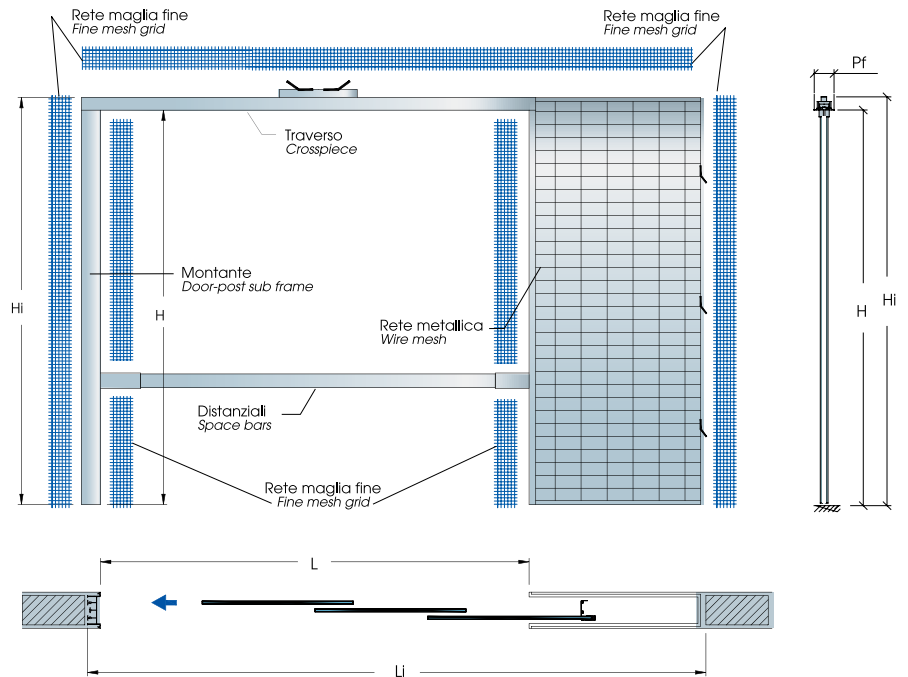 Rete maglia fine
Fine mesh grid
Rete maglia fine
Fine mesh grid
Pf
Traverso
Crosspiece
Montante
Door-post sub frame
Hi
H
Rete metallica
Wire mesh
H
Hi
Distanziali
Space bars
Rete maglia fine
Fine mesh grid
L
Li